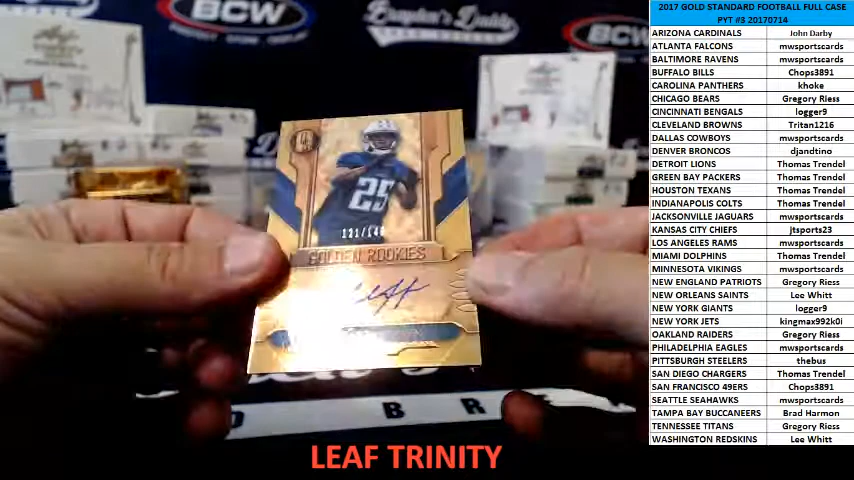 BCW
Brayden's Daddy
BCW
2017 GOLD STANDARD FOOTBALL FULL CASE
PYT #3 20170714
ARIZONA CARDINALS John Darby
ATLANTA FALCONS mwsportscards
BALTIMORE RAVENS mwsportscards
BUFFALO BILLS Chops3891
CAROLINA PANTHERS khoke
CHICAGO BEARS Gregory Riess
CINCINNATI BENGALS logger9
CLEVELAND BROWNS Tritan1216
DALLAS COWBOYS mwsportscards
DENVER BRONCOS djandtino
DETROIT LIONS Thomas Trendel
GREEN BAY PACKERS Thomas Trendel
HOUSTON TEXANS Thomas Trendel
INDIANAPOLIS COLTS Thomas Trendel
JACKSONVILLE JAGUARS mwsportscards
KANSAS CITY CHIEFS jtsports23
LOS ANGELES RAMS mwsportscards
MIAMI DOLPHINS Thomas Trendel
MINNESOTA VIKINGS mwsportscards
NEW ENGLAND PATRIOTS Gregory Riess
NEW ORLEANS SAINTS Lee Whitt
NEW YORK GIANTS logger9
NEW YORK JETS kingmax992k0i
OAKLAND RAIDERS Gregory Riess
PHILADELPHIA EAGLES mwsportscards
PITTSBURGH STEELERS thebus
SAN DIEGO CHARGERS Thomas Trendel
SAN FRANCISCO 49ERS Chops3891
SEATTLE SEAHAWKS mwsportscards
TAMPA BAY BUCCANEERS Brad Harmon
TENNESSEE TITANS Gregory Riess
WASHINGTON REDSKINS Lee Whitt
25
GOLDEN ROOKIES
B R
LEAF TRINITY